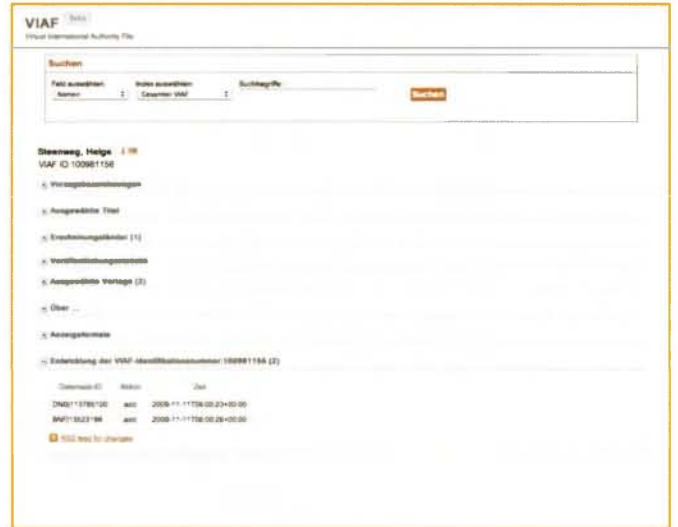 VIAF Beta
Virtual International Authority File
Suchen
Feld auswählen: Index auswählen: Suchbegriffe:
Namen Gesamter VIAF Suchen
Steenweg, Helge
VIAF ID:100981156
Vorzugsbezeichnungen
Ausgewählte Titel
Erscheinungsländer (1)
Veröffentlichungsstatistik
Ausgewählte Verlage (2)
Über ...
Anzeigeformate
Entwicklung der VIAF-Identifikationsnummer:100981156 (2)
Datensatz-ID Aktion Zeit
add
add
RSS feed for changes